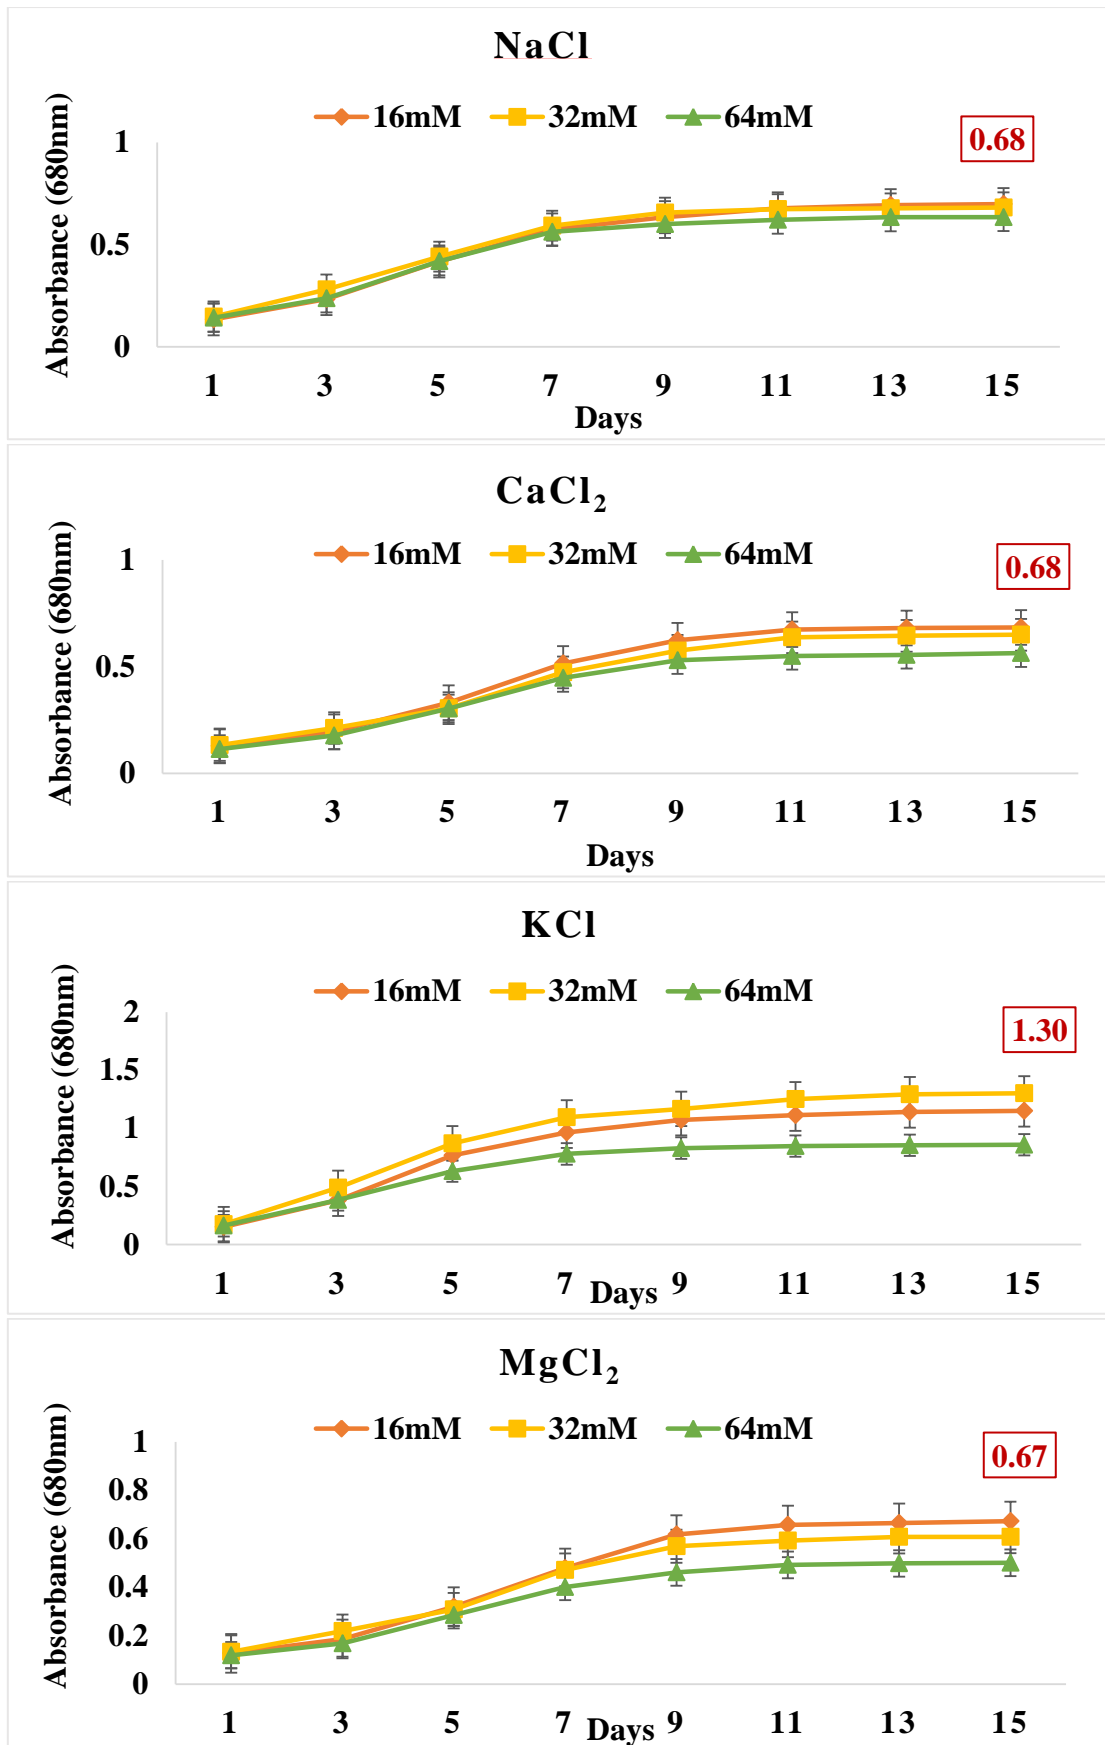 NaCl
16mM 32mM 64mM
0.68
Absorbance (680nm)
1
0.5
0
1 3 5 7 9 11 13 15
Days
CaCl₂
16mM 32mM 64mM
0.68
Absorbance (680nm)
1
0.5
0
1 3 5 7 9 11 13 15
Days
KCl
16mM 32mM 64mM
1.30
Absorbance (680nm)
2
1.5
1
0.5
0
1 3 5 7 9 11 13 15
Days
MgCl₂
16mM 32mM 64mM
0.67
Absorbance (680nm)
1
0.8
0.6
0.4
0.2
0
1 3 5 7 9 11 13 15
Days